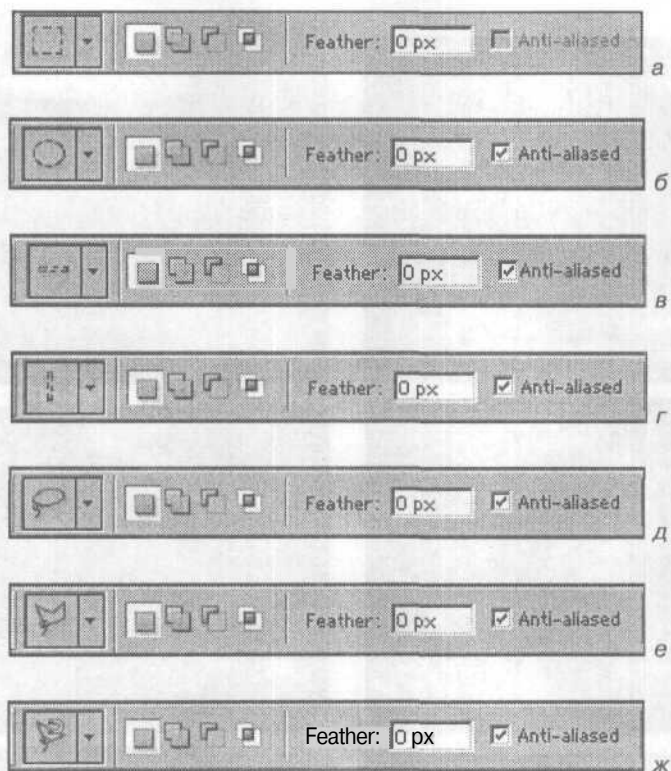 Feather: 0 px Anti-aliased
а
Feather: 0 px Anti-aliased
б
Feather: 0 px Anti-aliased
в
Feather: 0 px Anti-aliased
г
Feather: 0 px Anti-aliased
д
Feather: 0 px Anti-aliased
е
Feather: 0 px Anti-aliased
ж